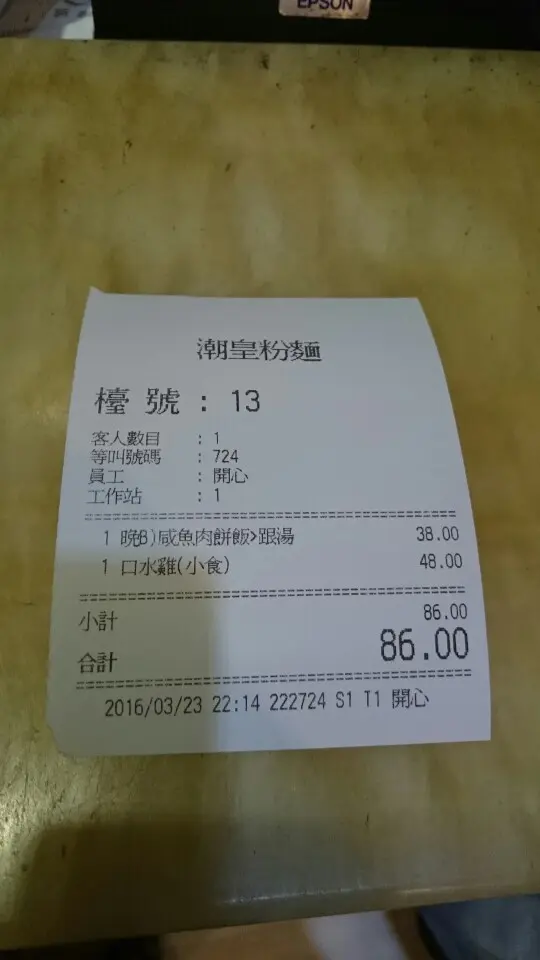 EPSON
潮皇粉麵
檯號：13
客人數目：1
等叫號碼：724
員工：開心
工作站：1
1 晚B)咸魚肉餅飯>跟湯 38.00
1 口水雞(小食) 48.00
小計 86.00
合計 86.00
2016/03/23 22:14 222724 S1 T1 開心